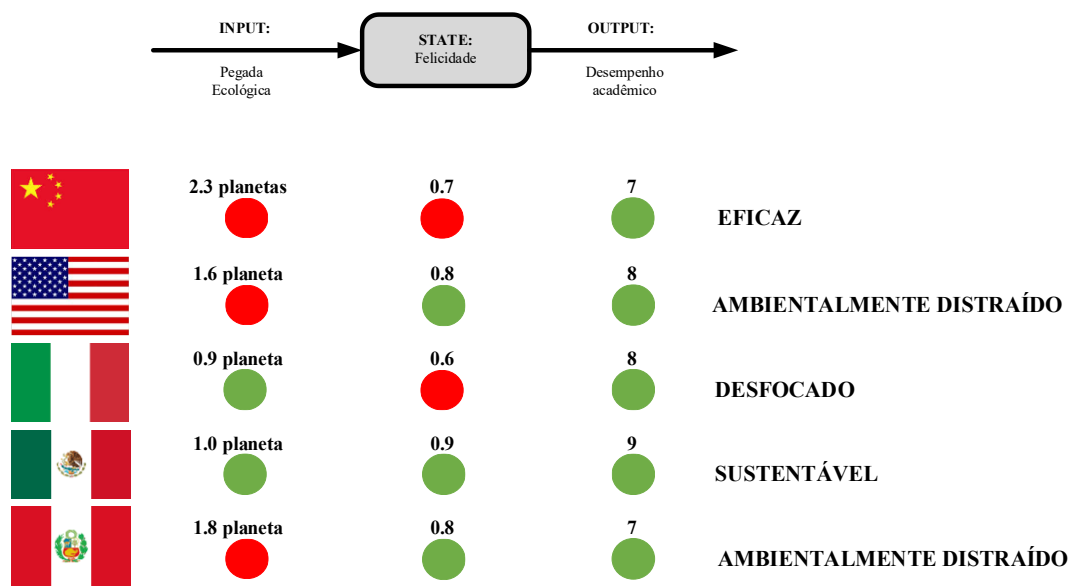 INPUT:
Pegada
Ecológica
STATE:
Felicidade
OUTPUT:
Desempenho
acadêmico
2.3 planetas 0.7 7
EFICAZ
1.6 planeta 0.8 8
AMBIENTALMENTE DISTRAÍDO
0.9 planeta 0.6 8
DESFOCADO
1.0 planeta 0.9 9
SUSTENTÁVEL
1.8 planeta 0.8 7
AMBIENTALMENTE DISTRAÍDO